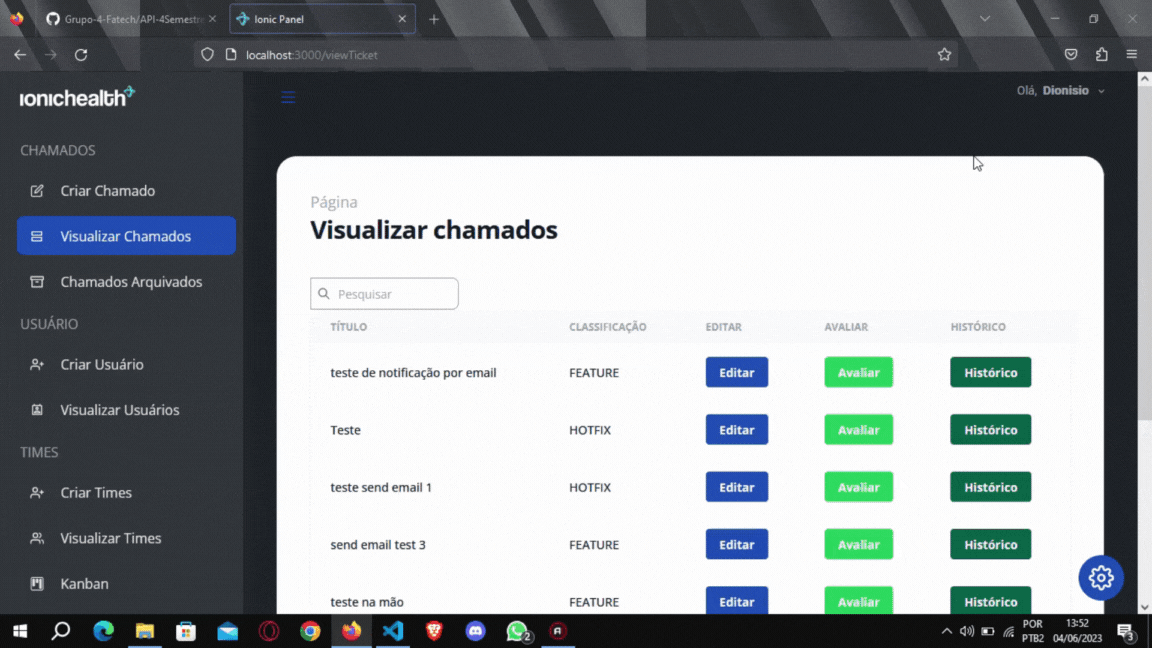 Grupo-4-Fatech/API-4Semestre
Ionic Panel
localhost:3000/viewTicket
ionichealth
Olá, Dionisio
CHAMADOS
Criar Chamado
Visualizar Chamados
Chamados Arquivados
USUÁRIO
Criar Usuário
Visualizar Usuários
TIMES
Criar Times
Visualizar Times
Kanban
Página
Visualizar chamados
Pesquisar
TÍTULO CLASSIFICAÇÃO EDITAR AVALIAR HISTÓRICO
teste de notificação por email FEATURE Editar Avaliar Histórico
Teste HOTFIX Editar Avaliar Histórico
teste send email 1 HOTFIX Editar Avaliar Histórico
send email test 3 FEATURE Editar Avaliar Histórico
teste na mão FEATURE Editar Avaliar Histórico
2
A
POR
PTB2
13:52
04/06/2023
3